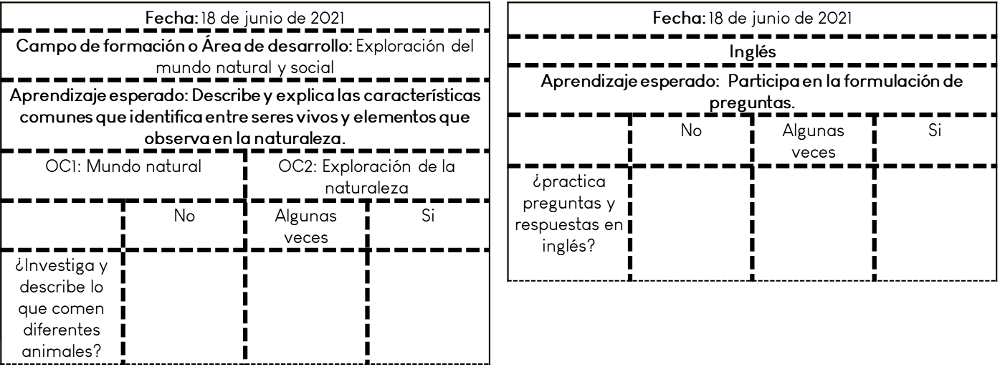 Fecha: 18 de junio de 2021
Campo de formación o Área de desarrollo: Exploración del
mundo natural y social
Aprendizaje esperado: Describe y explica las características
comunes que identifica entre seres vivos y elementos que
observa en la naturaleza.
OC1: Mundo natural
OC2: Exploración de la
naturaleza
No
Algunas
veces
Si
¿Investiga y
describe lo
que comen
diferentes
animales?
Fecha: 18 de junio de 2021
Inglés
Aprendizaje esperado: Participa en la formulación de
preguntas.
No
Algunas
veces
Si
¿practica
preguntas y
respuestas en
inglés?